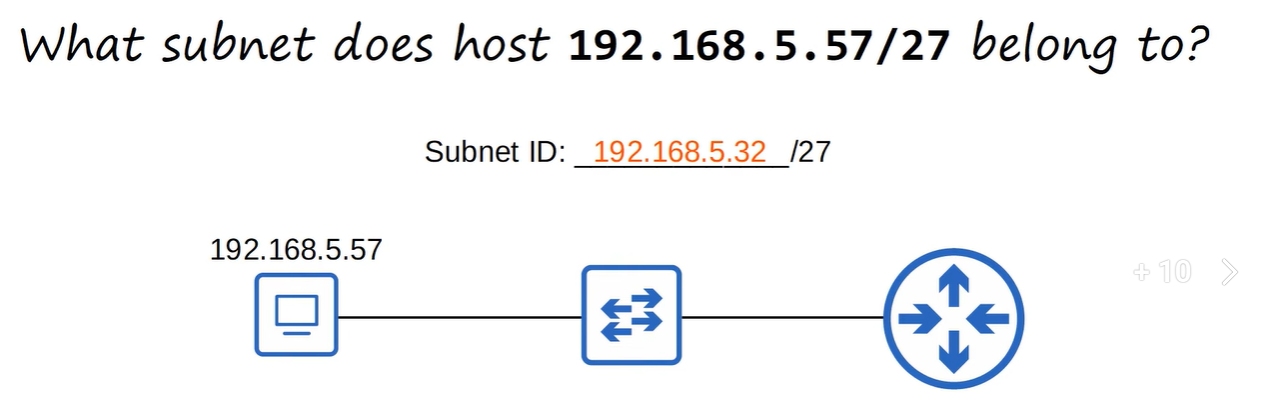 What subnet does host 192.168.5.57/27 belong to?
Subnet ID: 192.168.5.32 /27
192.168.5.57
+ 10